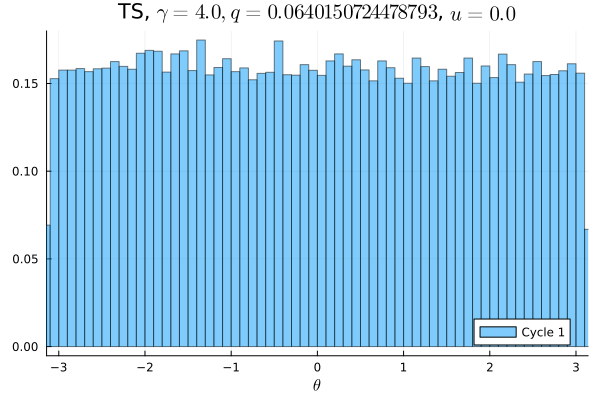 TS, γ = 4.0, q = 0.0640150724478793, u = 0.0
0.15
0.10
0.05
0.00
Cycle 1
−3 −2 −1 0 1 2 3
θ